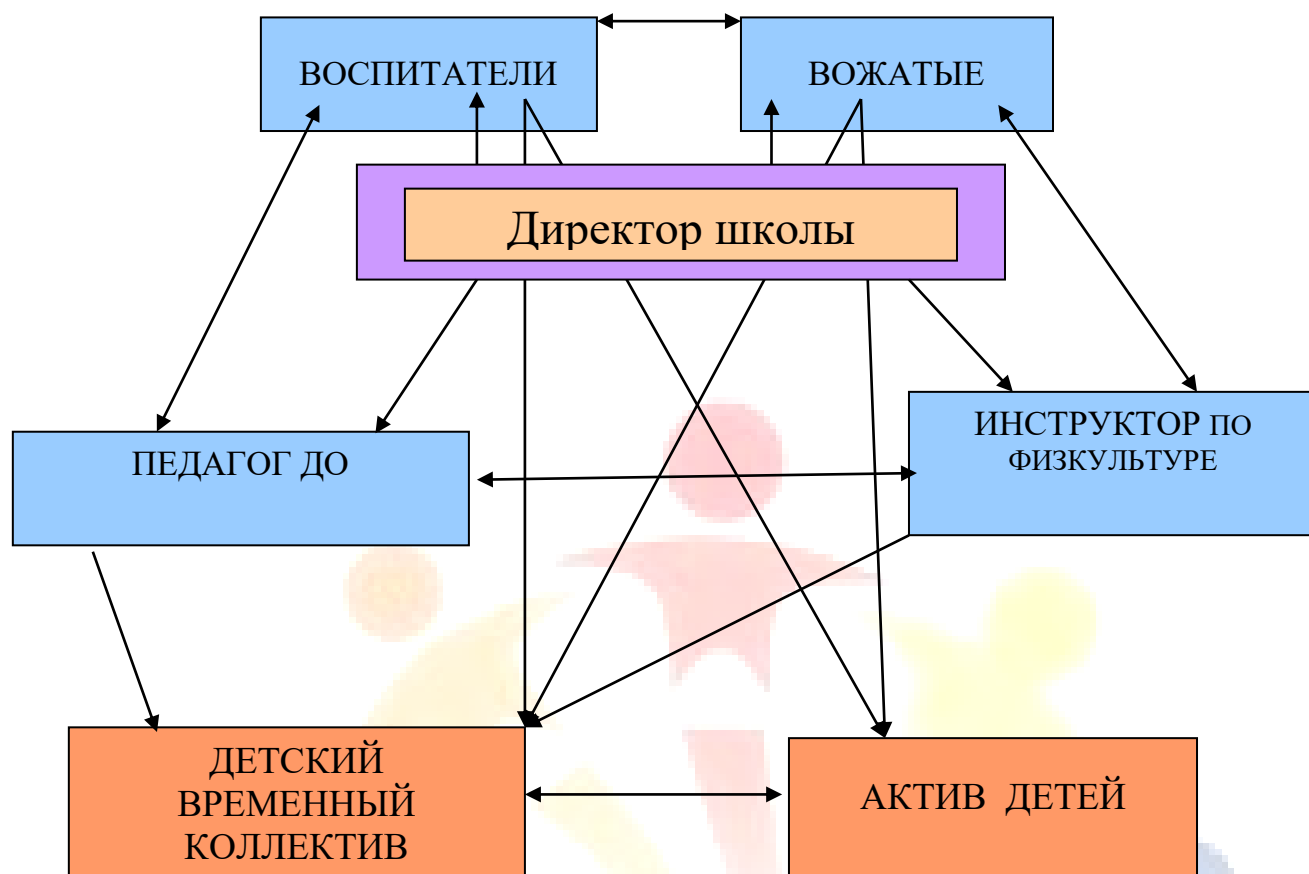 ВОСПИТАТЕЛИ
ВОЖАТЫЕ
Директор школы
ПЕДАГОГ ДО
ИНСТРУКТОР ПО
ФИЗКУЛЬТУРЕ
ДЕТСКИЙ
ВРЕМЕННЫЙ
КОЛЛЕКТИВ
АКТИВ ДЕТЕЙ